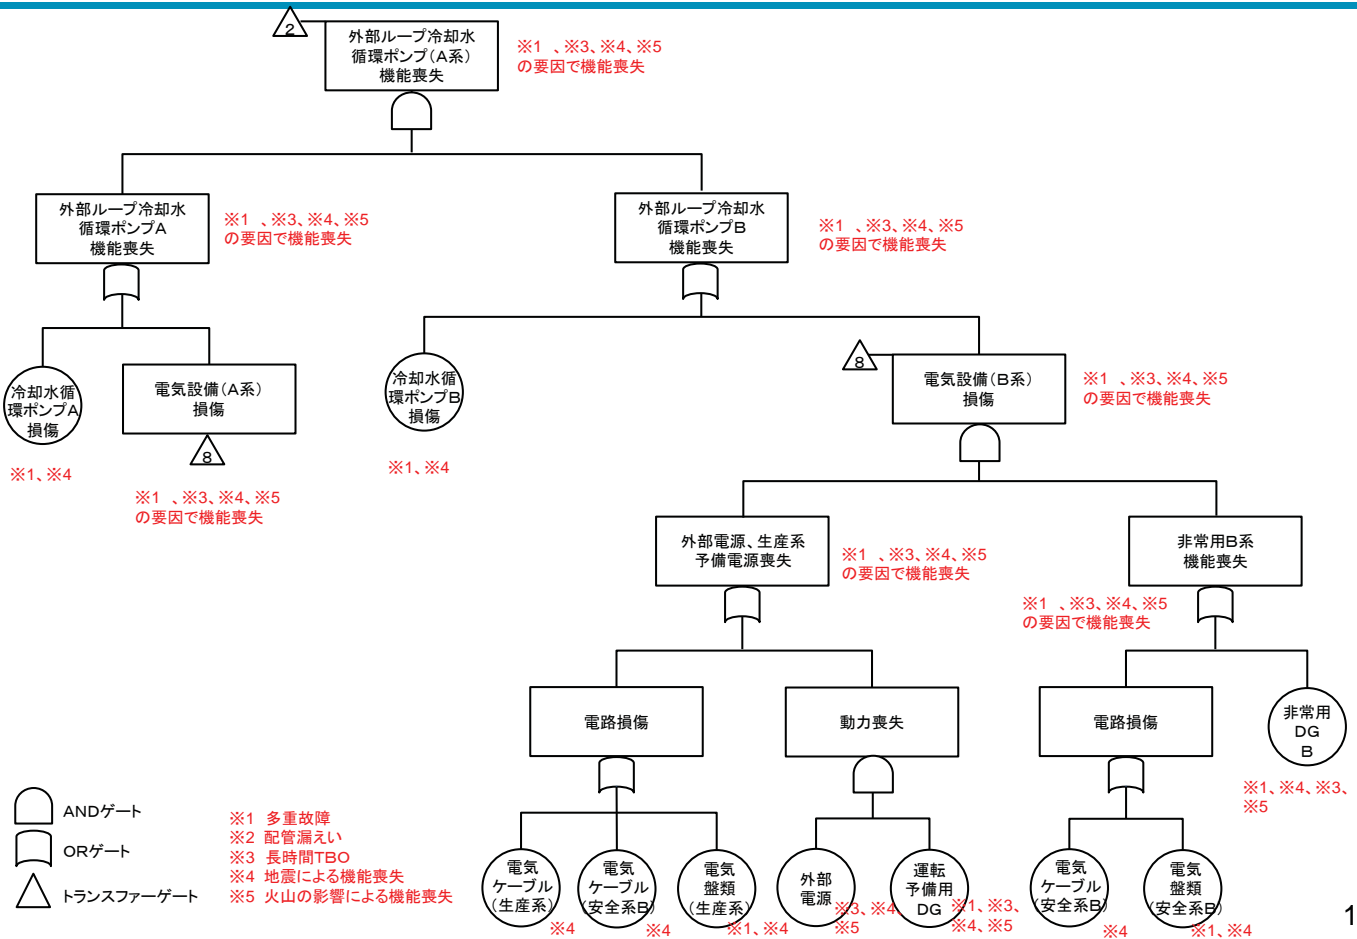 2
外部ループ冷却水
循環ポンプ(A系)
機能喪失
※1 、※3、※4、※5
の要因で機能喪失
外部ループ冷却水
循環ポンプA
機能喪失
※1 、※3、※4、※5
の要因で機能喪失
外部ループ冷却水
循環ポンプB
機能喪失
※1 、※3、※4、※5
の要因で機能喪失
冷却水循
環ポンプA
損傷
※1、※4
電気設備(A系)
損傷
8
※1 、※3、※4、※5
の要因で機能喪失
冷却水循
環ポンプB
損傷
※1、※4
8
電気設備(B系)
損傷
※1 、※3、※4、※5
の要因で機能喪失
外部電源、生産系
予備電源喪失
※1 、※3、※4、※5
の要因で機能喪失
非常用B系
機能喪失
※1 、※3、※4、※5
の要因で機能喪失
電路損傷
動力喪失
電路損傷
非常用
DG
B
※1、※4、※3、
※5
電気
ケーブル
(生産系)
※4
電気
ケーブル
(安全系B)
※4
電気
盤類
(生産系)
※1、※4
外部
電源
※3、※4、
※5
運転
予備用
DG
※1、※3、
※4、※5
電気
ケーブル
(安全系B)
※4
電気
盤類
(安全系B)
※1、※4
ANDゲート
ORゲート
トランスファーゲート
※1 多重故障
※2 配管漏えい
※3 長時間TBO
※4 地震による機能喪失
※5 火山の影響による機能喪失
1